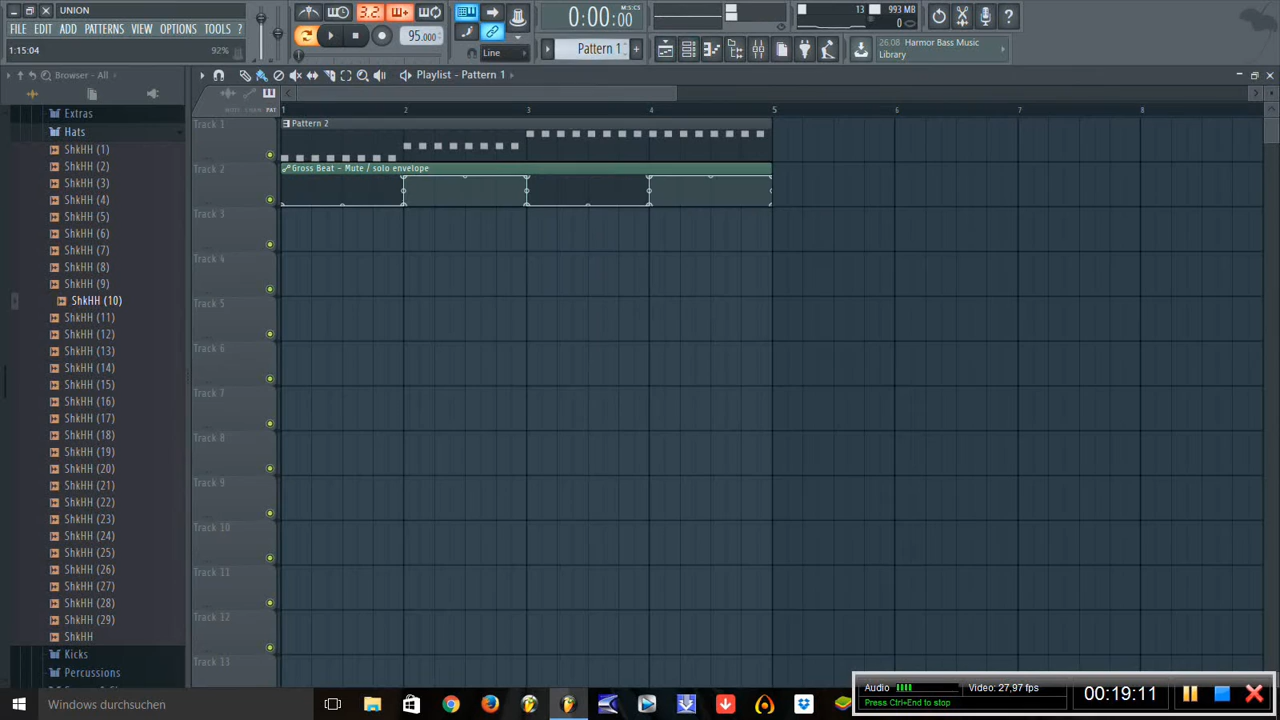 UNION
FILE EDIT ADD PATTERNS VIEW OPTIONS TOOLS ?
1:15:04 92%
3.2
95.000
Line
0:00:00
M:S:CS
Pattern 1
13 993 MB
0
26.08 Harmor Bass Music
Library
Browser - All
Playlist - Pattern 1
NOTE CHAN PAT
1 2 3 4 5 6 7 8
Extras
Hats
ShkHH (1)
ShkHH (2)
ShkHH (3)
ShkHH (4)
ShkHH (5)
ShkHH (6)
ShkHH (7)
ShkHH (8)
ShkHH (9)
ShkHH (10)
ShkHH (11)
ShkHH (12)
ShkHH (13)
ShkHH (14)
ShkHH (15)
ShkHH (16)
ShkHH (17)
ShkHH (18)
ShkHH (19)
ShkHH (20)
ShkHH (21)
ShkHH (22)
ShkHH (23)
ShkHH (24)
ShkHH (25)
ShkHH (26)
ShkHH (27)
ShkHH (28)
ShkHH (29)
ShkHH
Kicks
Percussions
Track 1
Pattern 2
Track 2
Gross Beat - Mute / solo envelope
Track 3
Track 4
Track 5
Track 6
Track 7
Track 8
Track 9
Track 10
Track 11
Track 12
Track 13
Windows durchsuchen
Audio
Video: 27,97 fps
Press Ctrl+End to stop
00:19:11